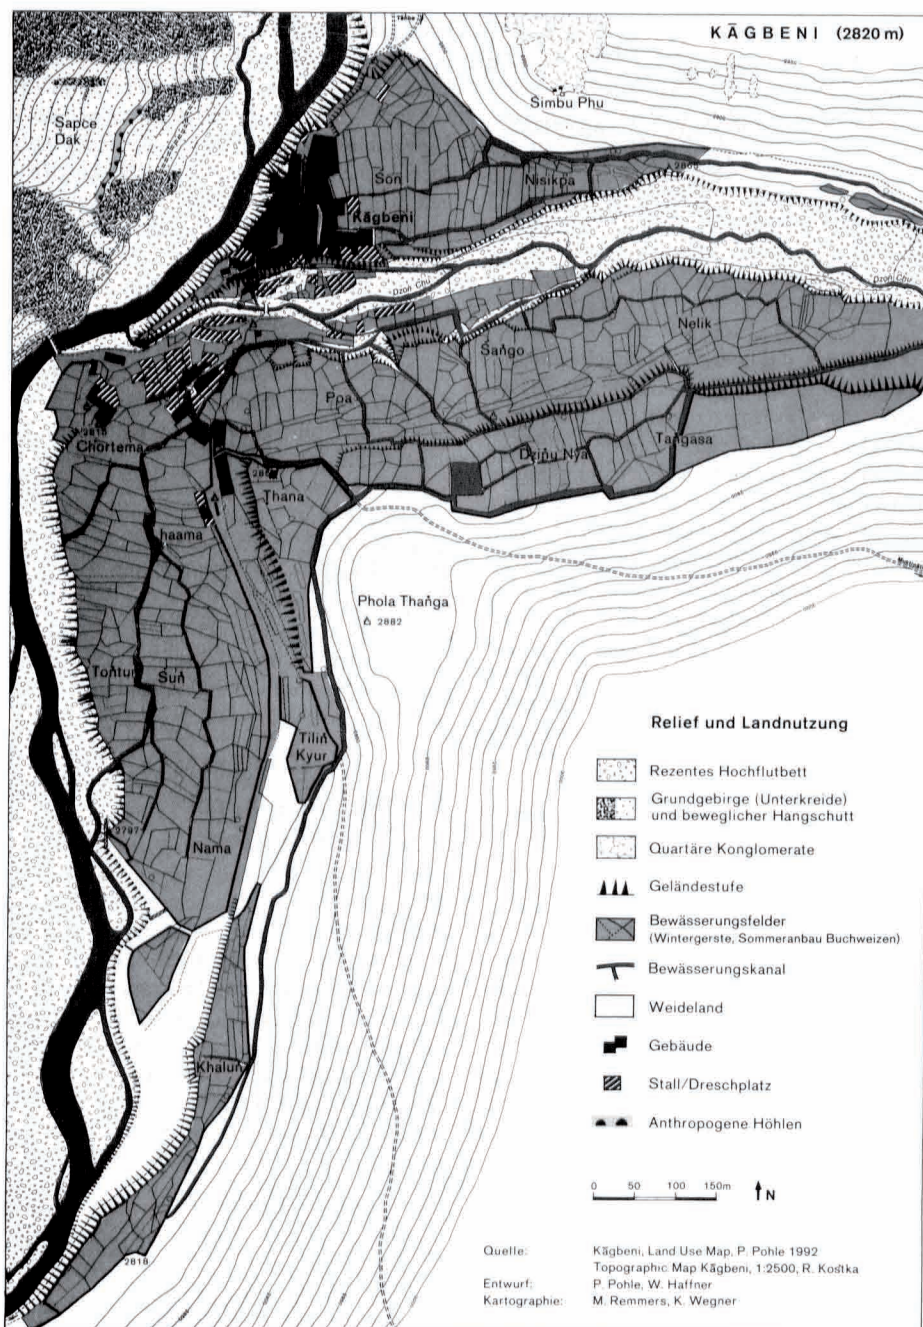 KĀGBENI (2820 m)
Simbu Phu
Sapce
Dak
Son
Nisikpa
Kāgbeni
Dzoṅ Chu
Dzoṅ Chu
Nelik
Saṅgo
Ppa
Taṅgasa
Dziṅu Nya
Chortema
Thana
haama
Phola Thaṅga
2882
Toṅtur
Suṅ
Tiliṅ
Kyur
2797
Nama
Khaluṅ
2818
Relief und Landnutzung
Rezentes Hochflutbett
Grundgebirge (Unterkreide)
und beweglicher Hangschutt
Quartäre Konglomerate
Geländestufe
Bewässerungsfelder
(Wintergerste, Sommeranbau Buchweizen)
Bewässerungskanal
Weideland
Gebäude
Stall/Dreschplatz
Anthropogene Höhlen
0 50 100 150m
N
Quelle: Kāgbeni, Land Use Map, P. Pohle 1992
Topographic Map Kāgbeni, 1:2500, R. Kostka
Entwurf: P. Pohle, W. Haffner
Kartographie: M. Remmers, K. Wegner